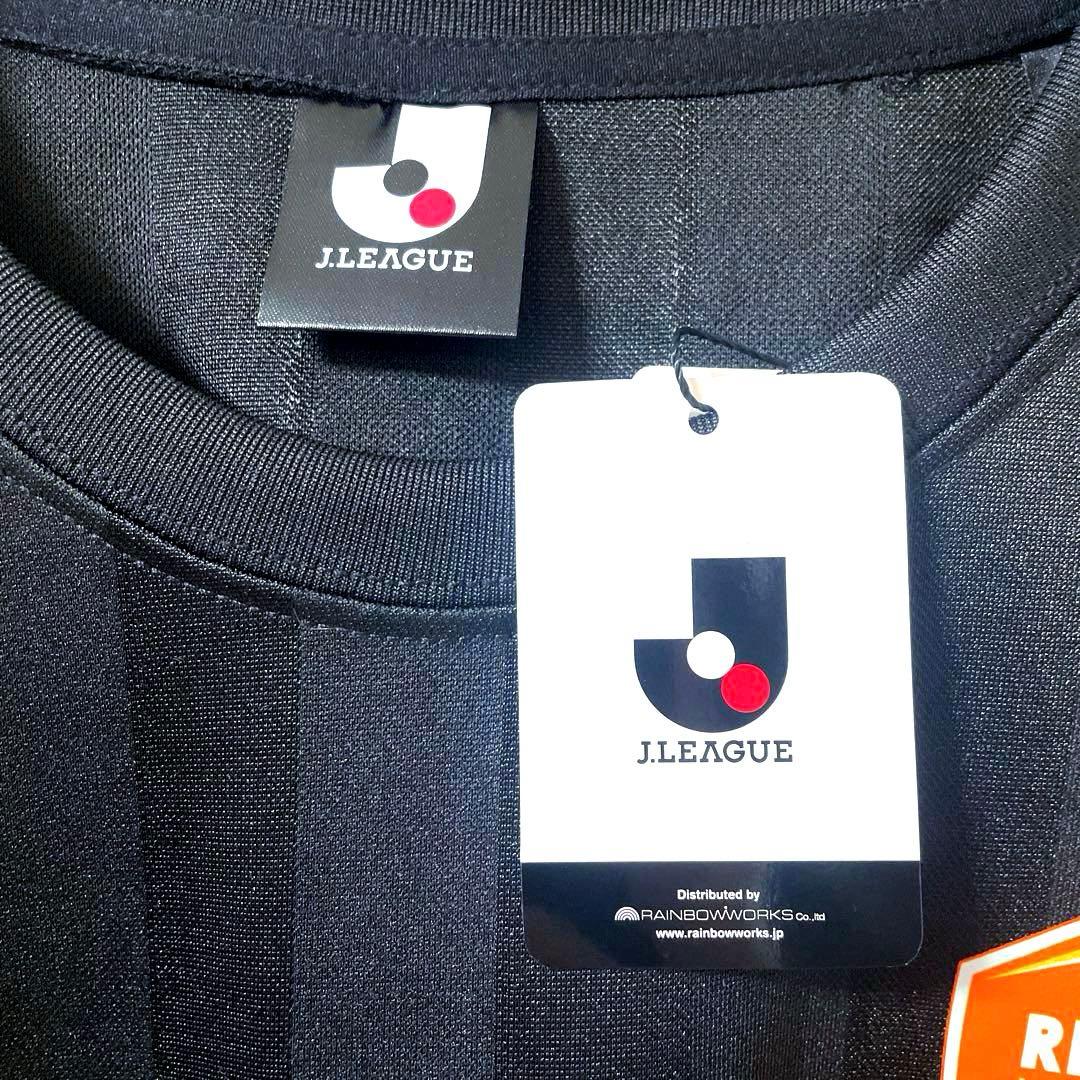 J.LEAGUE
J.LEAGUE
Distributed by
RAINBOWWORKS Co.,ltd
www.rainbowworks.jp